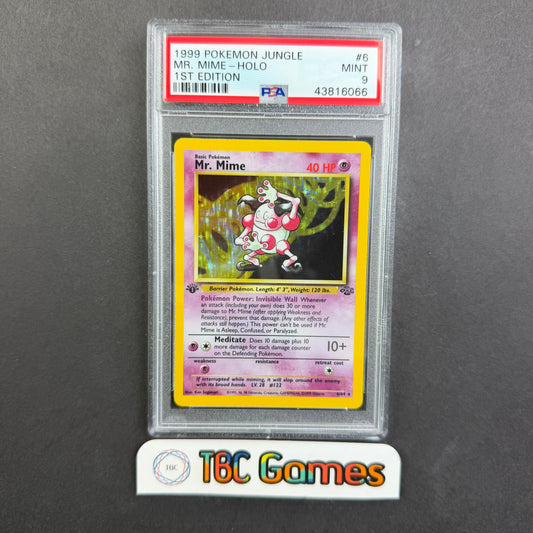 1999 POKEMON JUNGLE #6
MR. MIME - HOLO MINT
1ST EDITION 9
PSA 43816066
Basic Pokémon
Mr. Mime 40 HP
Barrier Pokémon. Length: 4' 3", Weight: 120 lbs.
Pokémon Power: Invisible Wall Whenever
an attack (including your own) does 30 or more
damage to Mr. Mime (after applying Weakness and
Resistance), prevent that damage. (Any other effects of
attacks still happen.) This power can't be used if Mr.
Mime is Asleep, Confused, or Paralyzed.
Meditate Does 10 damage plus 10
more damage for each damage counter
on the Defending Pokémon. 10+
weakness resistance retreat cost
If interrupted while miming, it will slap around the enemy
with its broad hands. LV. 28 #122
6/64
TBC TBC Games